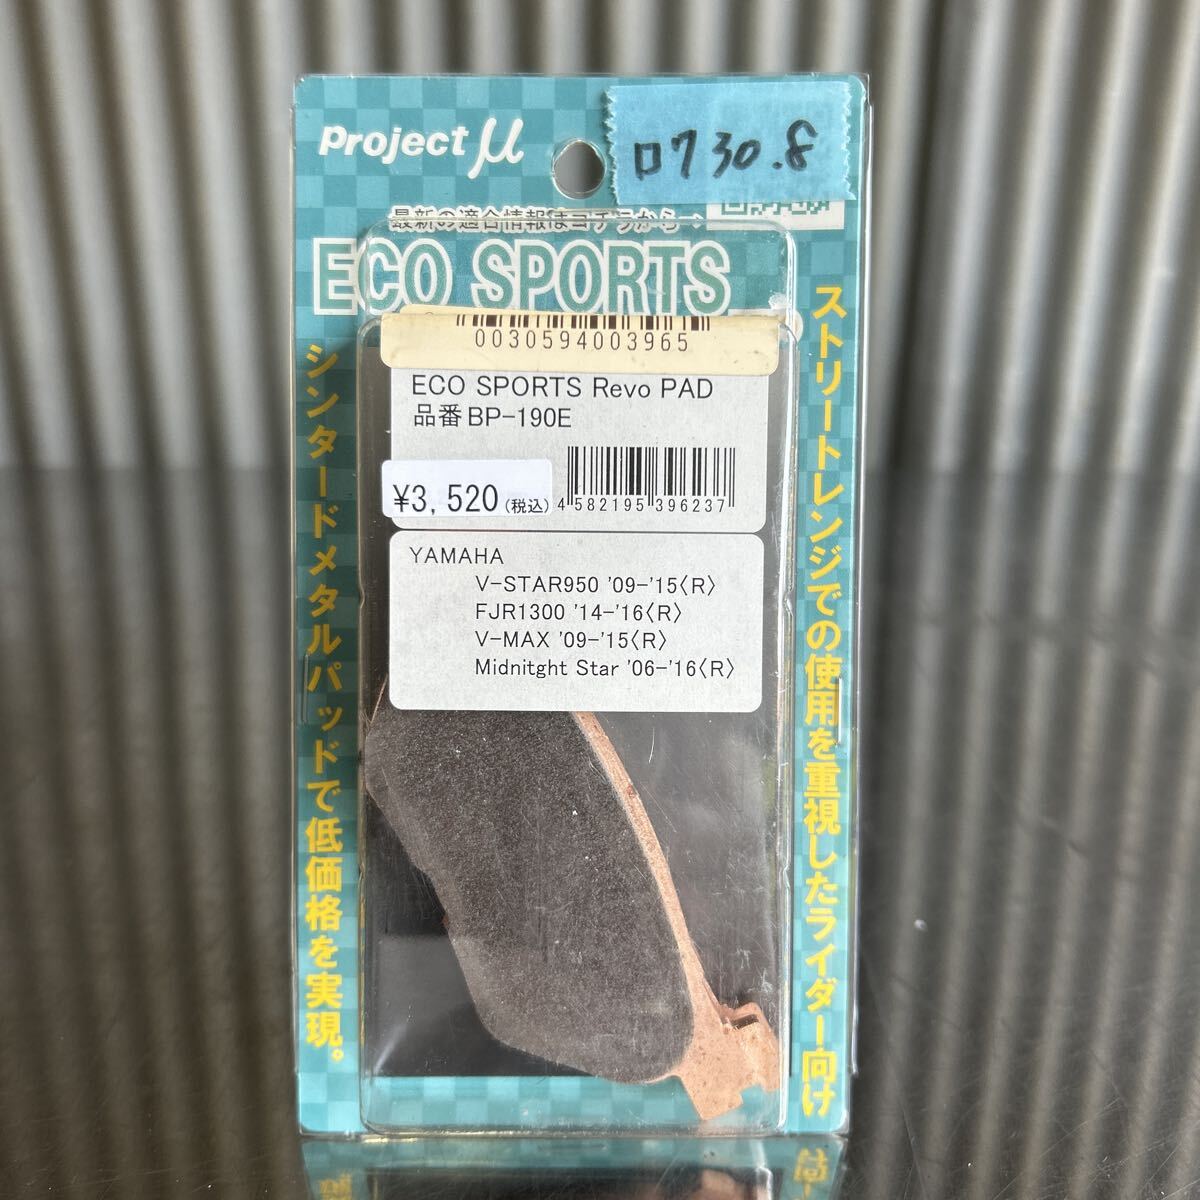 Project μ
ロ730.8
最新の適合情報はコチラから→
ECO SPORTS
0030594003965
ECO SPORTS Revo PAD
品番 BP-190E
¥3,520(税込)
4 582195 396237
YAMAHA
V-STAR950 '09-'15〈R〉
FJR1300 '14-'16〈R〉
V-MAX '09-'15〈R〉
Midnitght Star '06-'16〈R〉
ストリートレンジでの使用を重視したライダー向け
シンタードメタルパッドで低価格を実現。